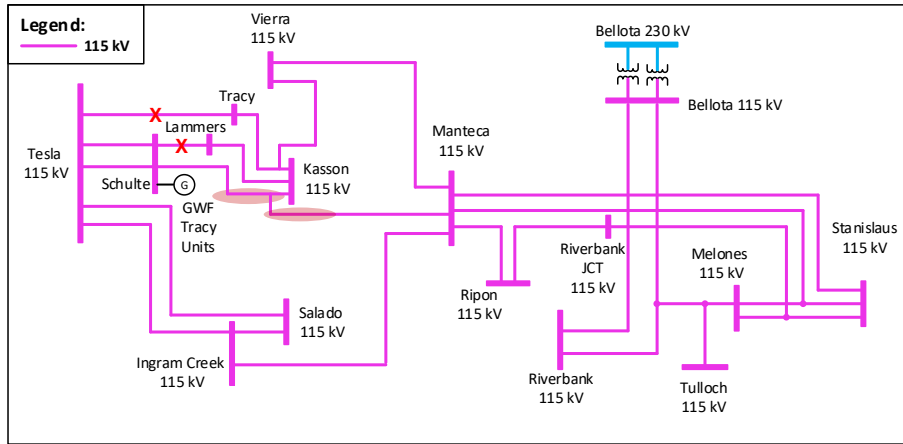 Legend:
115 kV
Vierra
115 kV
Bellota 230 kV
Bellota 115 kV
X
Tracy
Lammers
X
Tesla
115 kV
Schulte
G
GWF
Tracy
Units
Kasson
115 kV
Manteca
115 kV
Riverbank
JCT
115 kV
Stanislaus
115 kV
Melones
115 kV
Ripon
115 kV
Salado
115 kV
Ingram Creek
115 kV
Riverbank
115 kV
Tulloch
115 kV